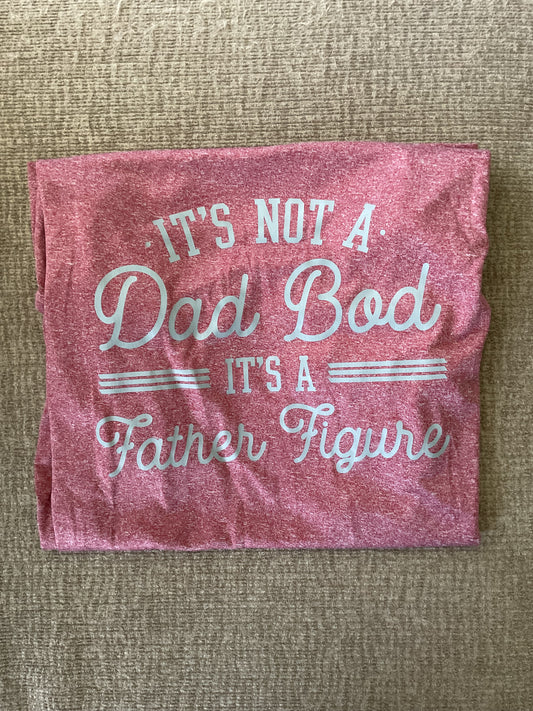 ·IT'S NOT A·
Dad Bod
IT'S A
Father Figure